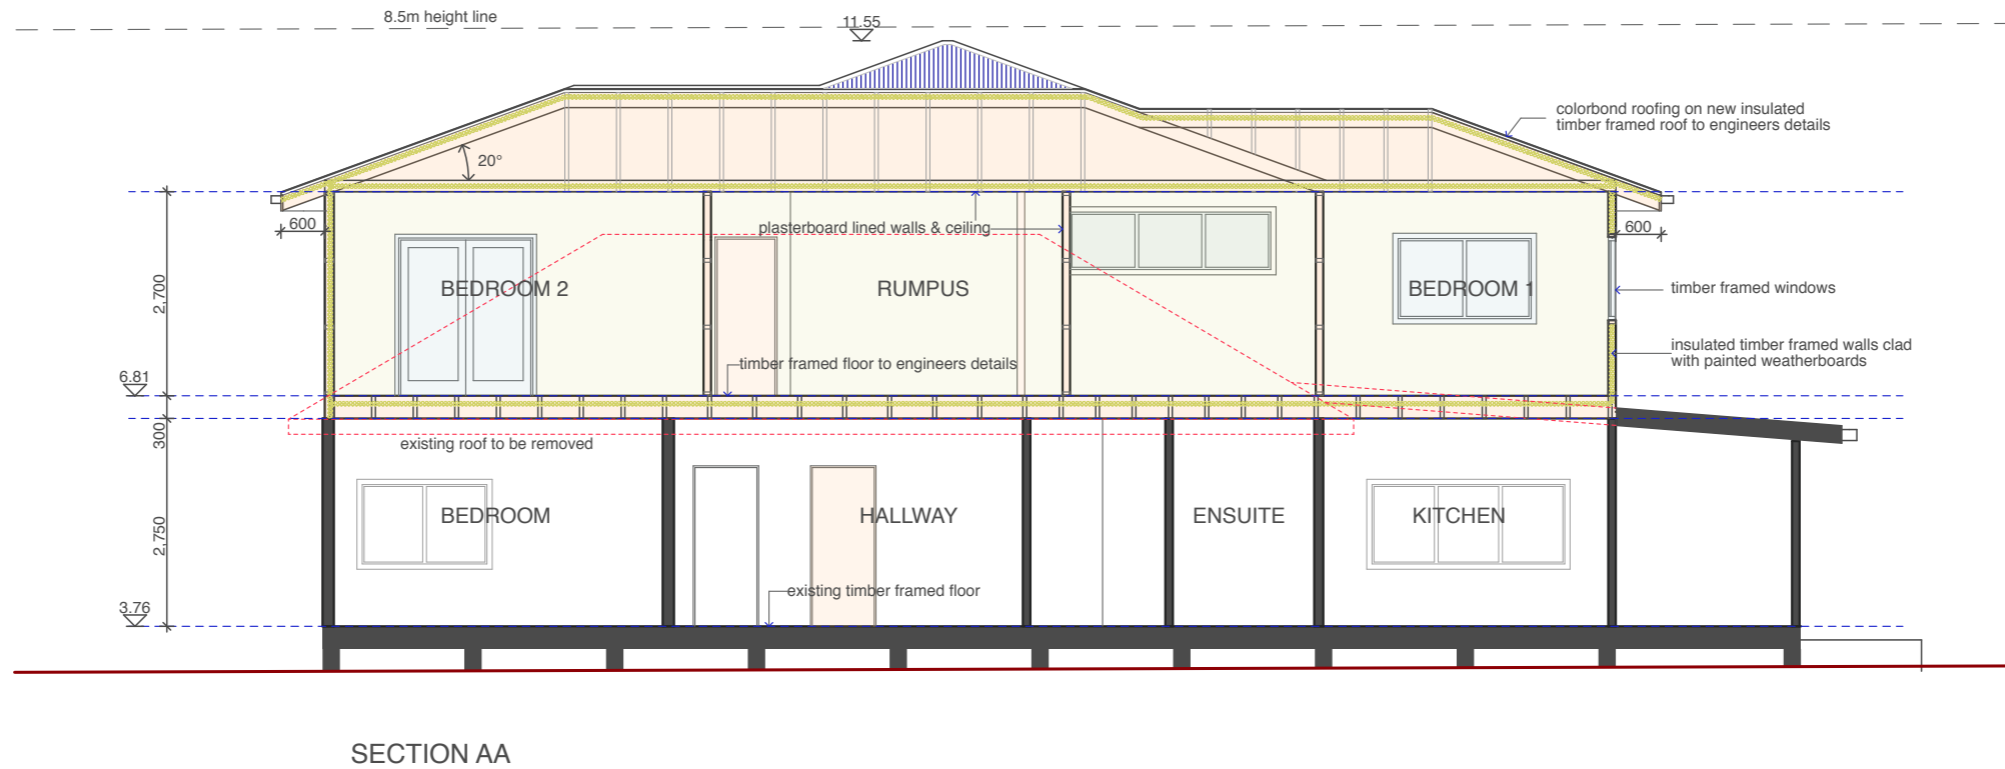 8.5m height line
11.55
colorbond roofing on new insulated
timber framed roof to engineers details
20°
600
plasterboard lined walls & ceiling
600
2,700
BEDROOM 2
RUMPUS
BEDROOM 1
timber framed windows
insulated timber framed walls clad
with painted weatherboards
timber framed floor to engineers details
6.81
300
existing roof to be removed
2,750
BEDROOM
HALLWAY
ENSUITE
KITCHEN
existing timber framed floor
3.76
SECTION AA